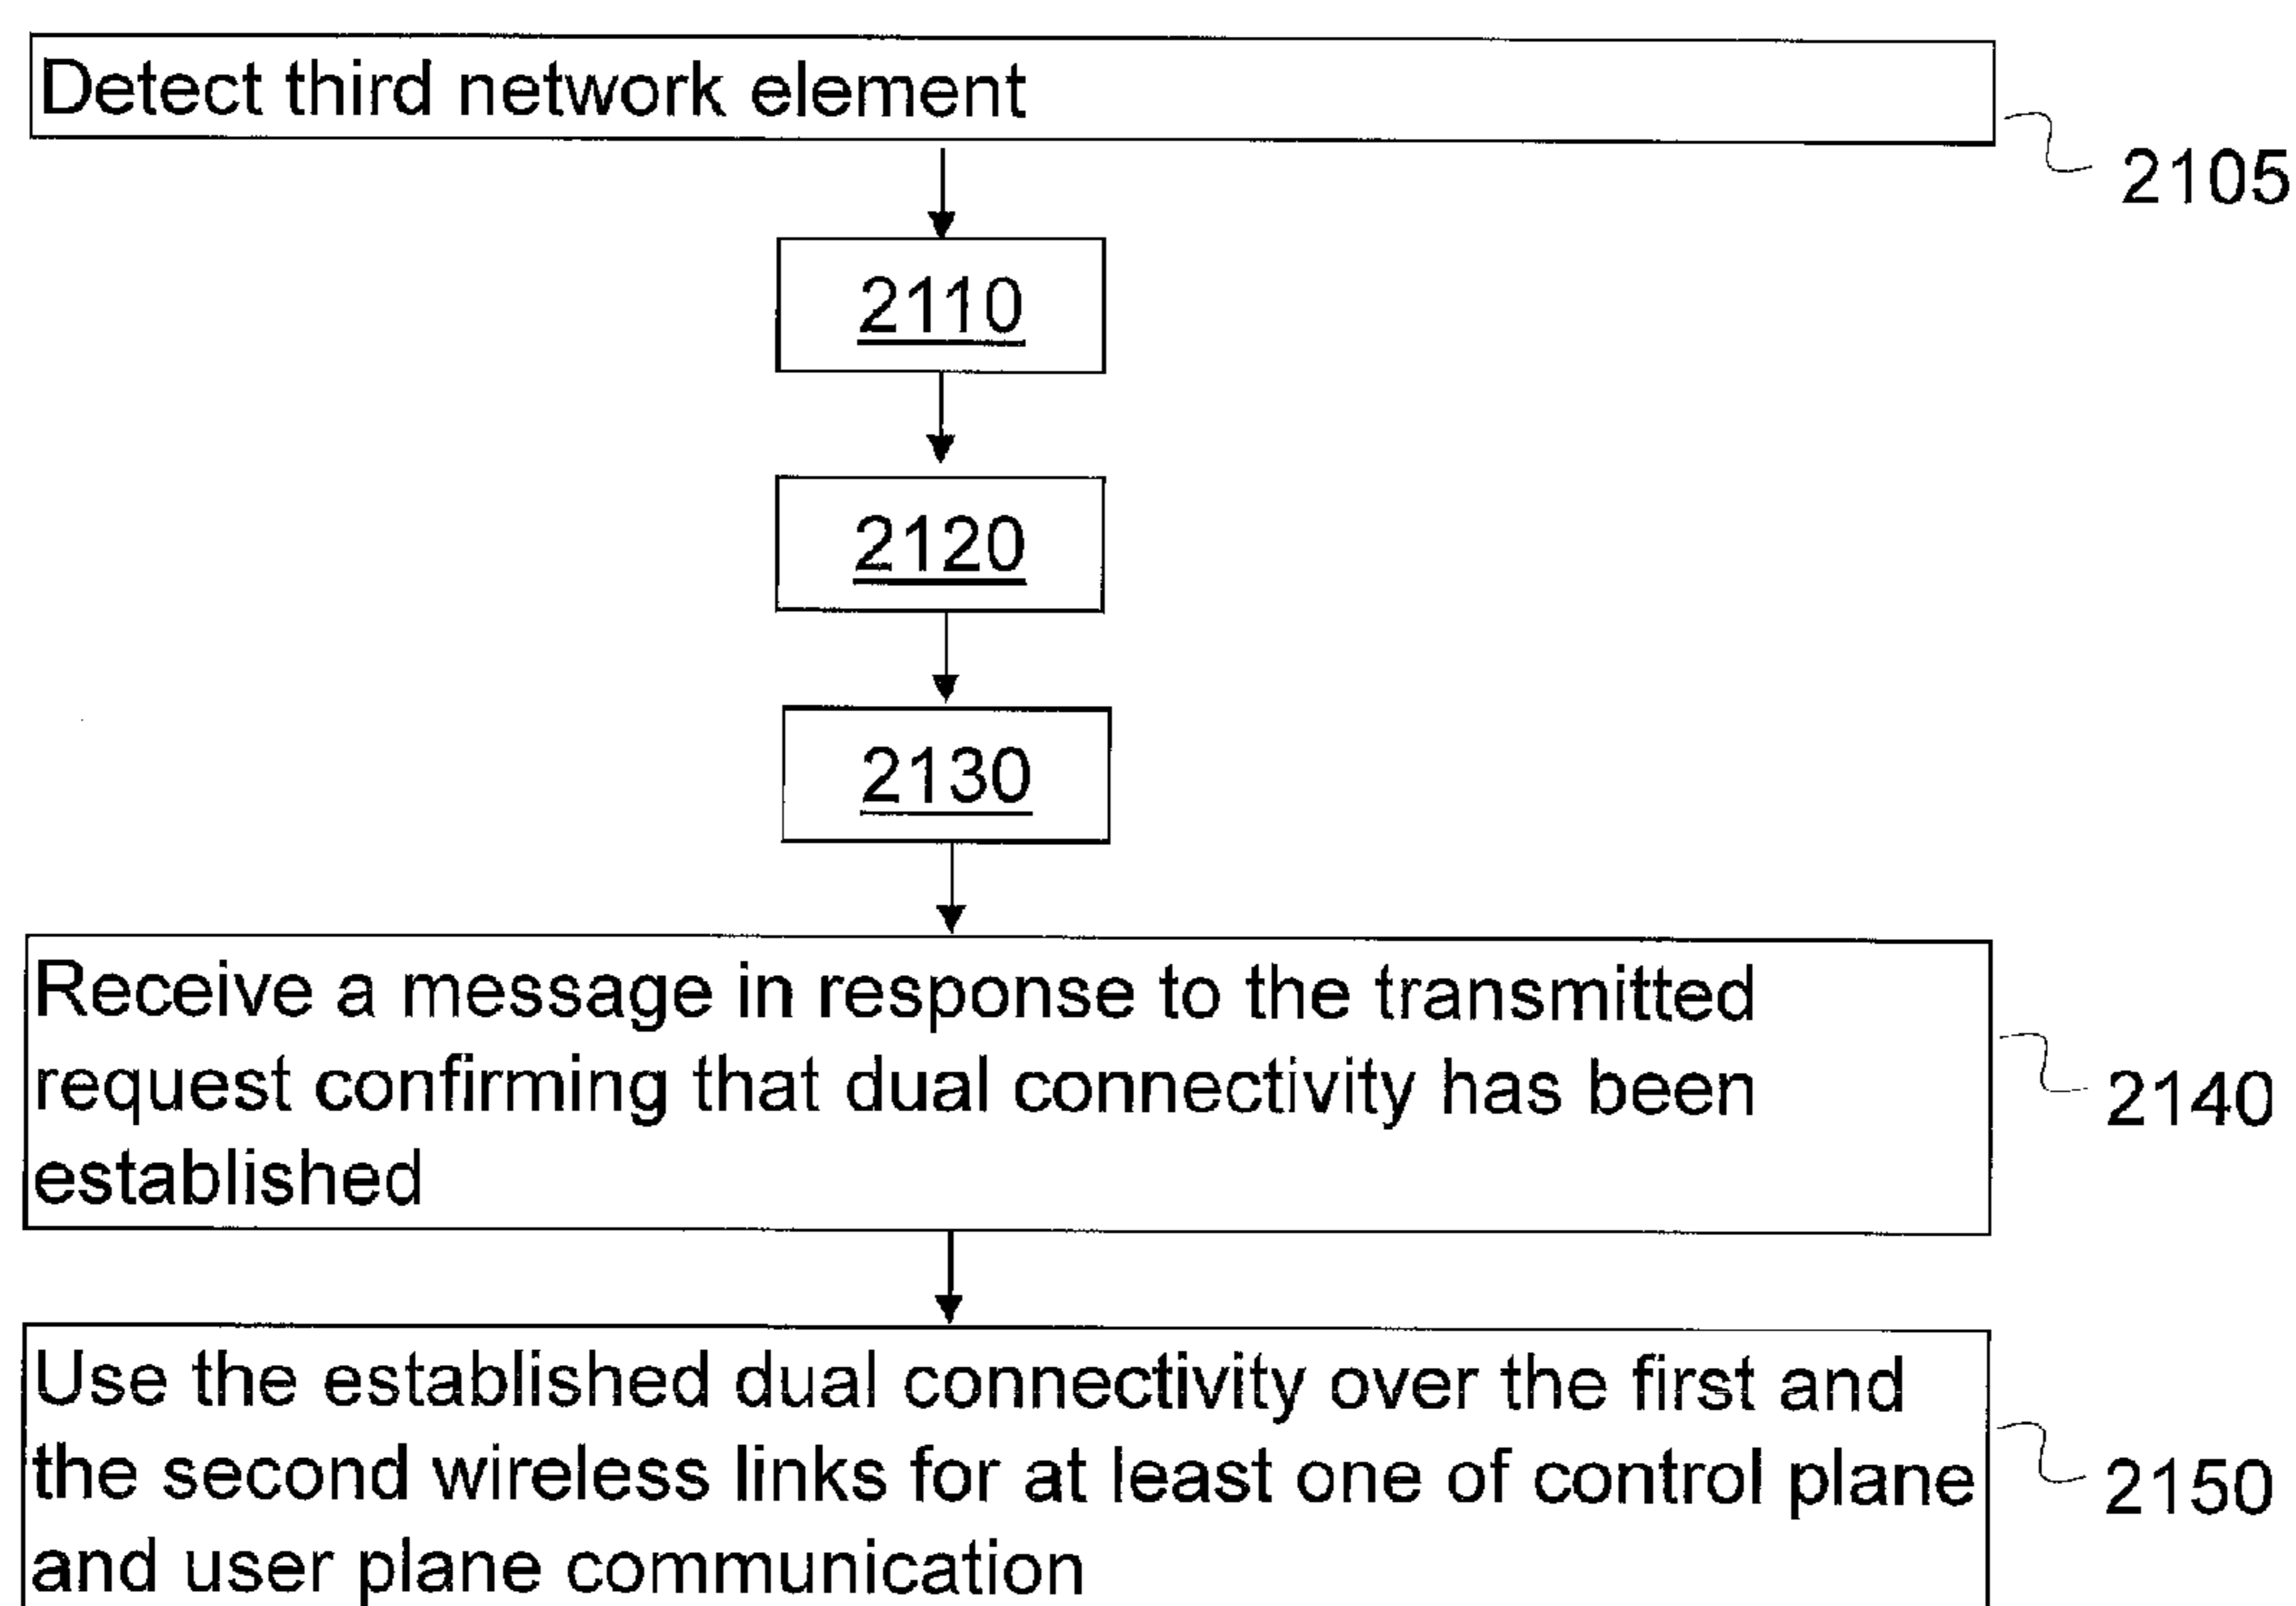 Detect third network element
2105
2110
2120
2130
Receive a message in response to the transmitted
request confirming that dual connectivity has been
established
2140
Use the established dual connectivity over the first and
the second wireless links for at least one of control plane
and user plane communication
2150